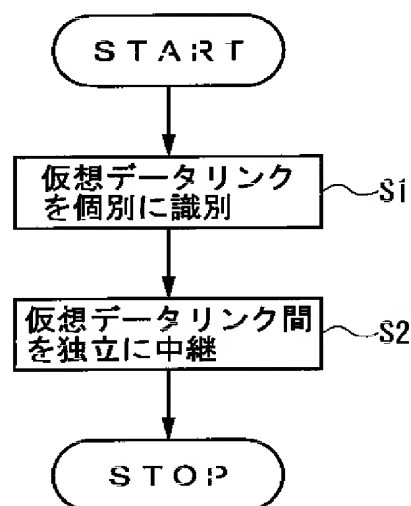 START
仮想データリンク
を個別に識別
S1
仮想データリンク間
を独立に中継
S2
STOP